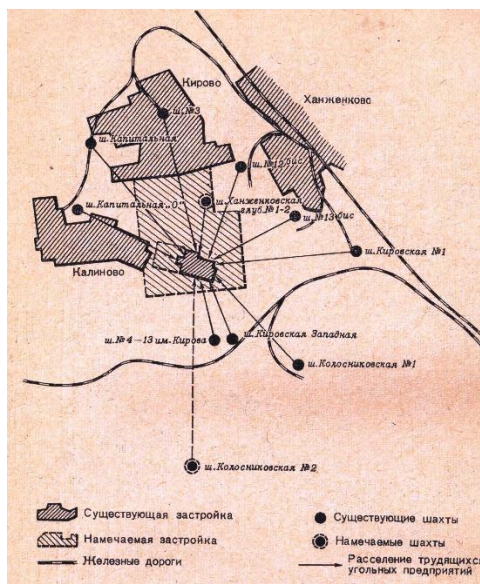 Кирово
Ханженково
ш.№3
ш.Капитальная
ш.№12 бис
ш.Капитальная „О"
ш.Ханженковская
глуб.№1-2
ш.№13 бис
ш.Кировская №1
Калиново
ш.№4-13 им.Кирова
ш.Кировская Западная
ш.Колосниковская №1
ш.Колосниковская №2
Существующая застройка
Намечаемая застройка
Железные дороги
Существующие шахты
Намечаемые шахты
Расселение трудящихся
угольных предприятий